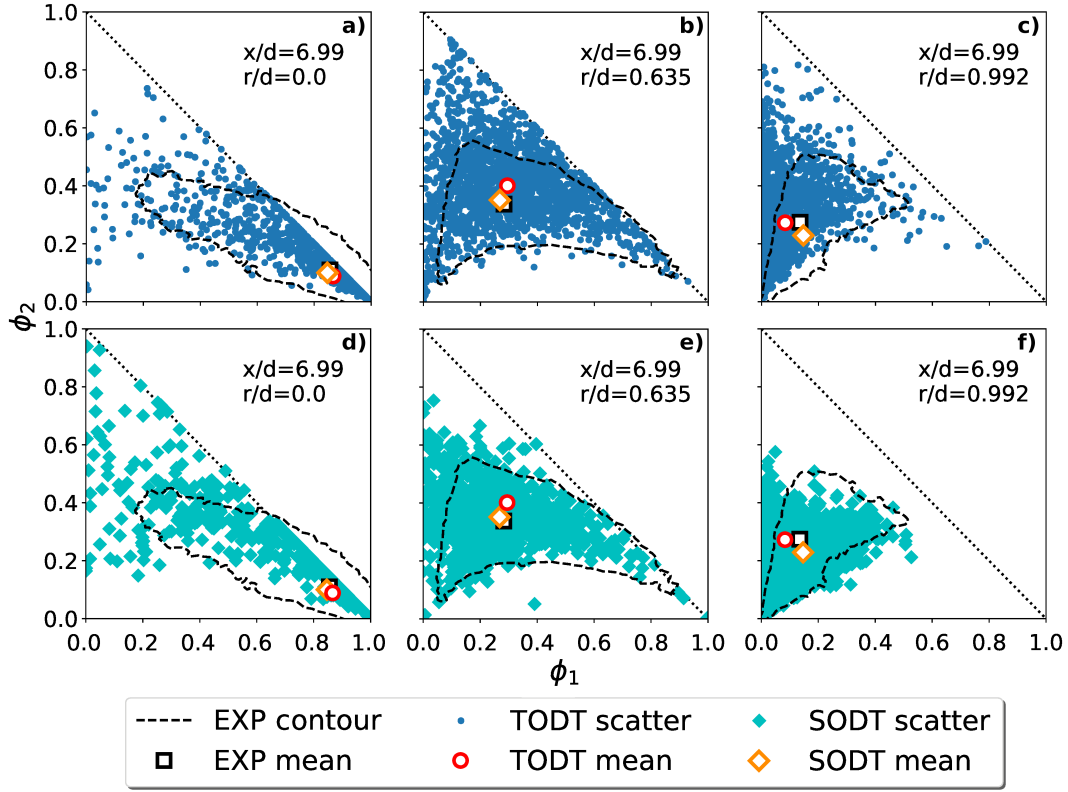 1.0
0.8
0.6
0.4
0.2
0.0
a)
x/d=6.99
r/d=0.0
b)
x/d=6.99
r/d=0.635
c)
x/d=6.99
r/d=0.992
ϕ2
1.0
0.8
0.6
0.4
0.2
0.0
d)
x/d=6.99
r/d=0.0
e)
x/d=6.99
r/d=0.635
f)
x/d=6.99
r/d=0.992
0.0 0.2 0.4 0.6 0.8 1.0
0.0 0.2 0.4 0.6 0.8 1.0
0.0 0.2 0.4 0.6 0.8 1.0
ϕ1
EXP contour TODT scatter SODT scatter
EXP mean TODT mean SODT mean